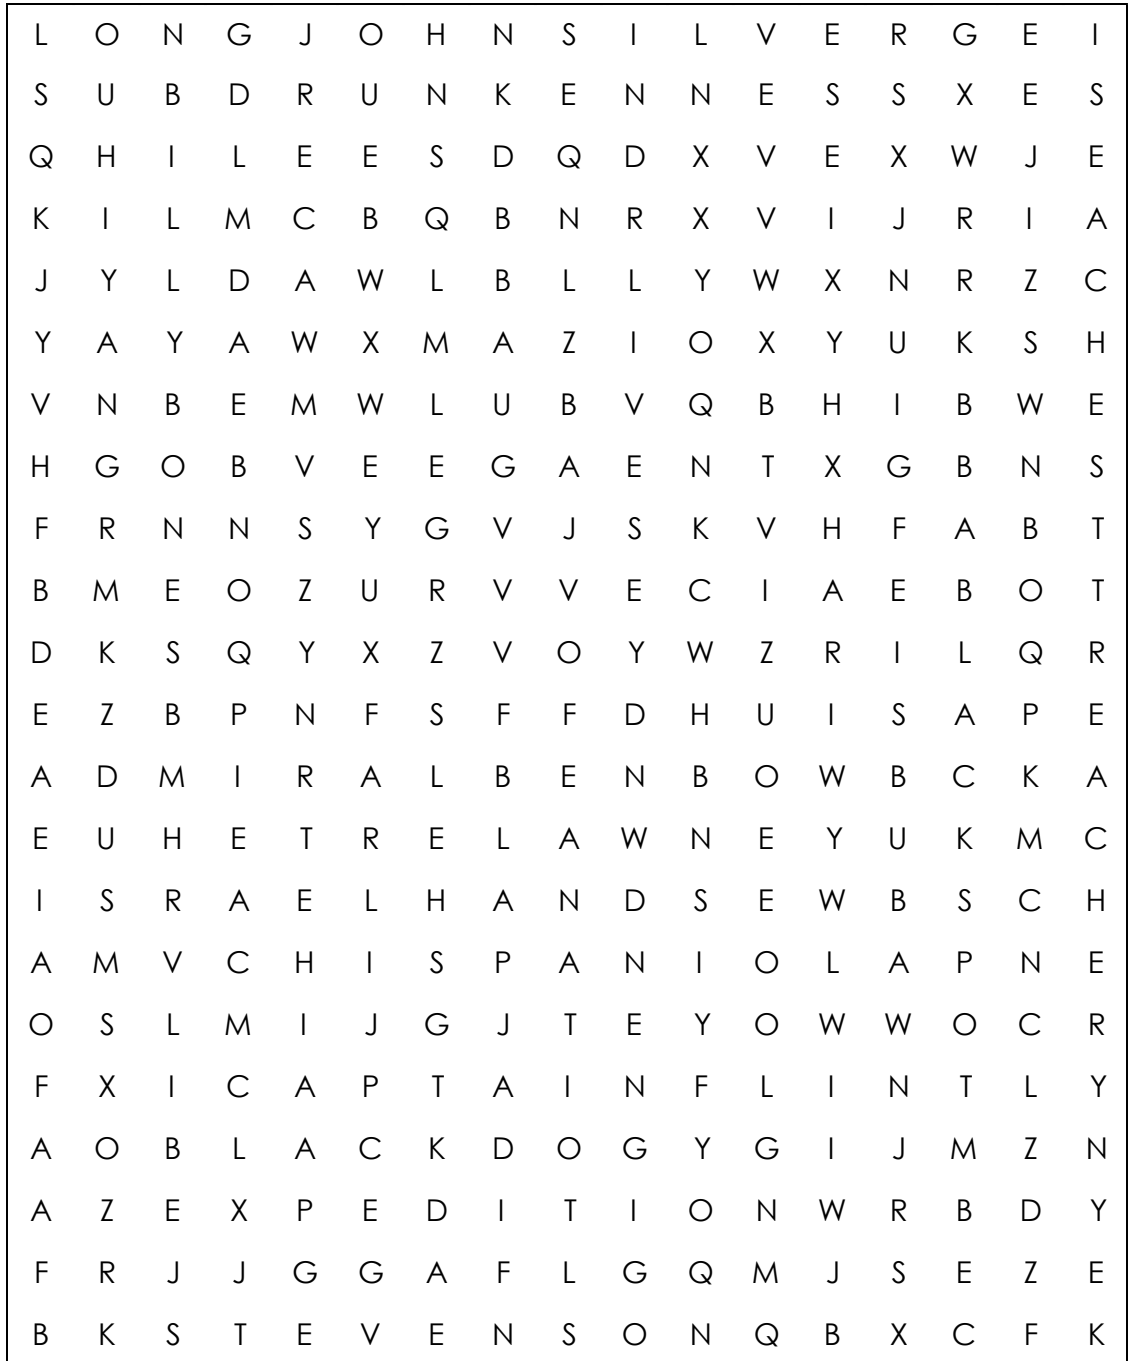 L O N G J O H N S I L V E R G E I
S U B D R U N K E N N E S S X E S
Q H I L E E S D Q D X V E X W J E
K I L M C B Q B N R X V I J R I A
J Y L D A W L B L L Y W X N R Z C
Y A Y A W X M A Z I O X Y U K S H
V N B E M W L U B V Q B H I B W E
H G O B V E E G A E N T X G B N S
F R N N S Y G V J S K V H F A B T
B M E O Z U R V V E C I A E B O T
D K S Q Y X Z V O Y W Z R I L Q R
E Z B P N F S F F D H U I S A P E
A D M I R A L B E N B O W B C K A
E U H E T R E L A W N E Y U K M C
I S R A E L H A N D S E W B S C H
A M V C H I S P A N I O L A P N E
O S L M I J G J T E Y O W W O C R
F X I C A P T A I N F L I N T L Y
A O B L A C K D O G Y G I J M Z N
A Z E X P E D I T I O N W R B D Y
F R J J G G A F L G Q M J S E Z E
B K S T E V E N S O N Q B X C F K